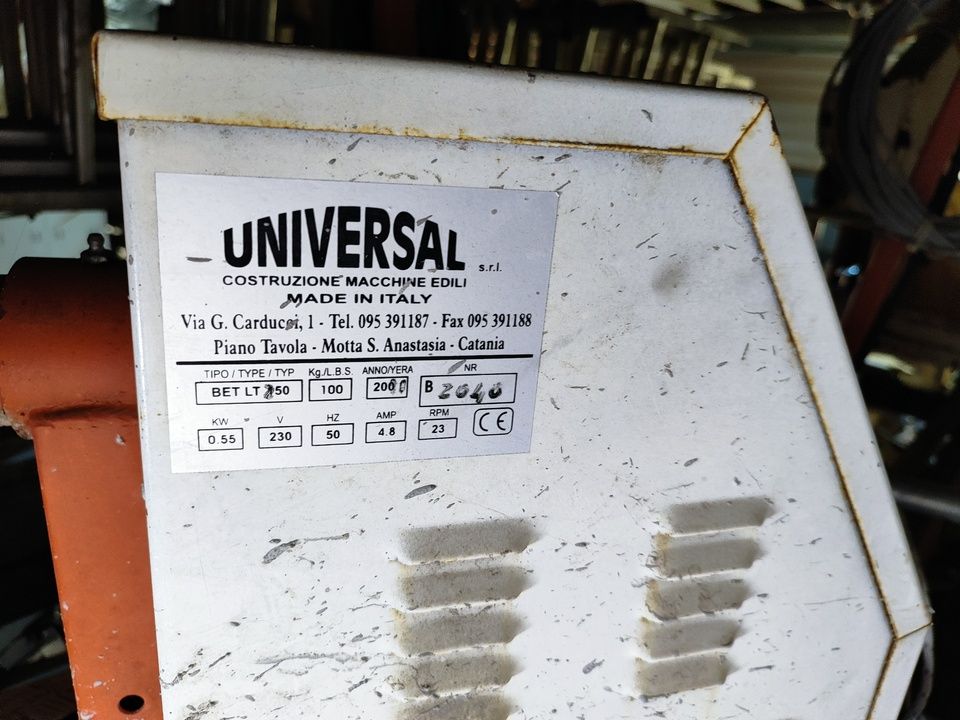 UNIVERSAL s.r.l.
COSTRUZIONE MACCHINE EDILI
MADE IN ITALY
Via G. Carducci, 1 - Tel. 095 391187 - Fax 095 391188
Piano Tavola - Motta S. Anastasia - Catania
TIPO / TYPE / TYP Kg./L.B.S. ANNO/YERA NR
BET LT 100 B
KW V HZ AMP RPM
0.55 230 50 4.8 23 CE